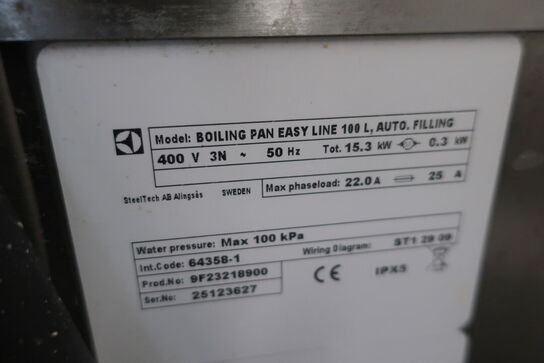 Model: BOILING PAN EASY LINE 100 L, AUTO. FILLING
400 V 3N ~ 50 Hz Tot. 15.3 kW 0.3 kW
SteelTech AB Alingsås SWEDEN Max phaseload: 22.0 A 25 A
Water pressure: Max 100 kPa
Int.Code: 64358-1 Wiring Diagram: ST1 29 09
Prod.No: 9F23218900 CE IPX5
Ser.No: 25123627